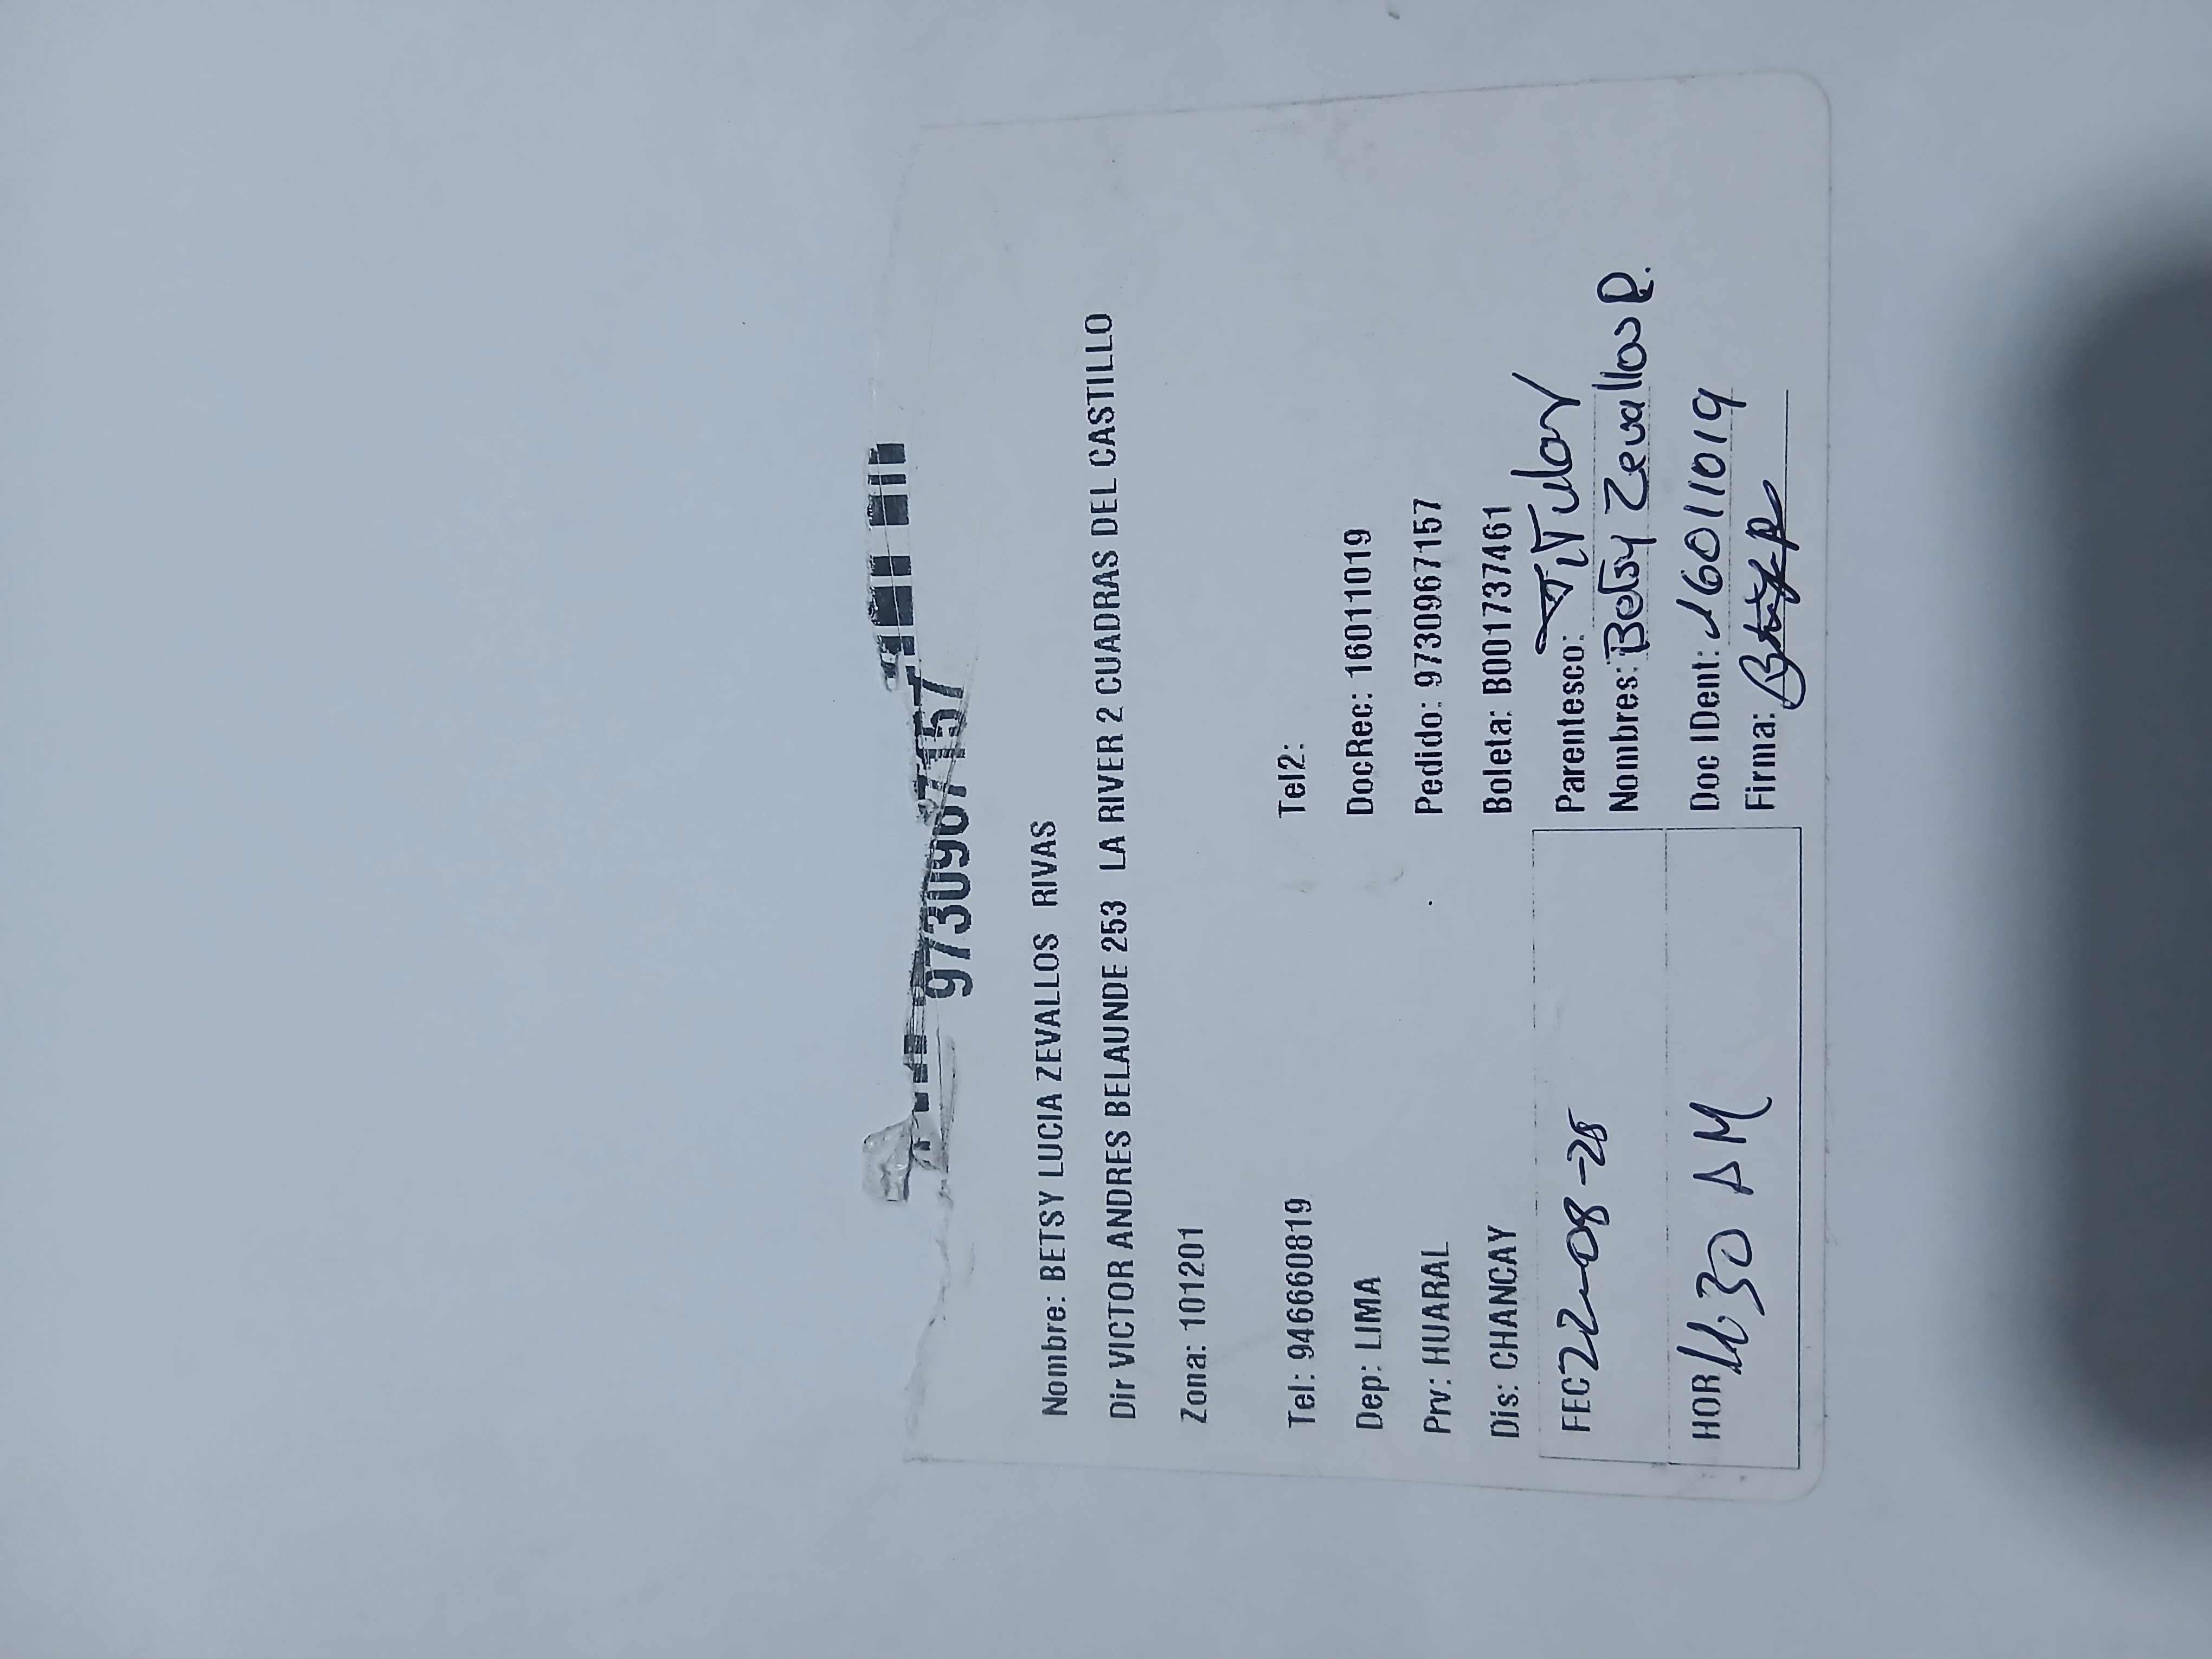 9730967157
Nombre: BETSY LUCIA ZEVALLOS RIVAS
Dir VICTOR ANDRES BELAUNDE 253 LA RIVER 2 CUADRAS DEL CASTILLO
Zona: 101201
Tel: 946660819 Tel2:
Dep: LIMA DocRec: 16011019
Prv: HUARAL Pedido: 9730967157
Dis: CHANCAY Boleta: B001737461
Parentesco: Titular
FEC 22-08-25 Nombres: Betsy Zevallos R.
Doc IDent: 16011019
HOR 11:30 AM Firma: